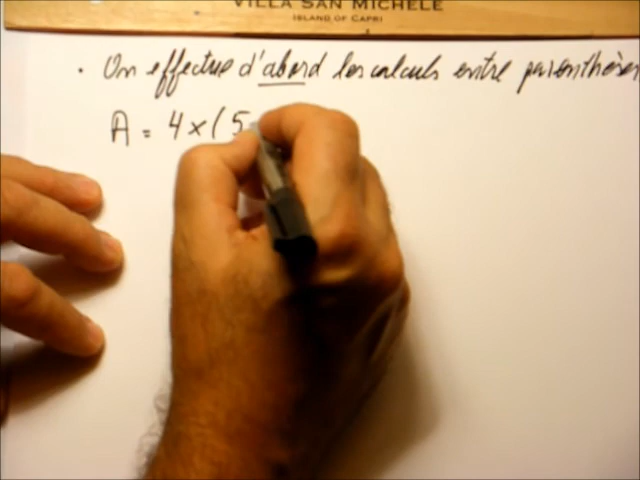 VILLA SAN MICHELE
ISLAND OF CAPRI
· On effectue d'abord les calculs entre parenthèses
A = 4 × ( 5